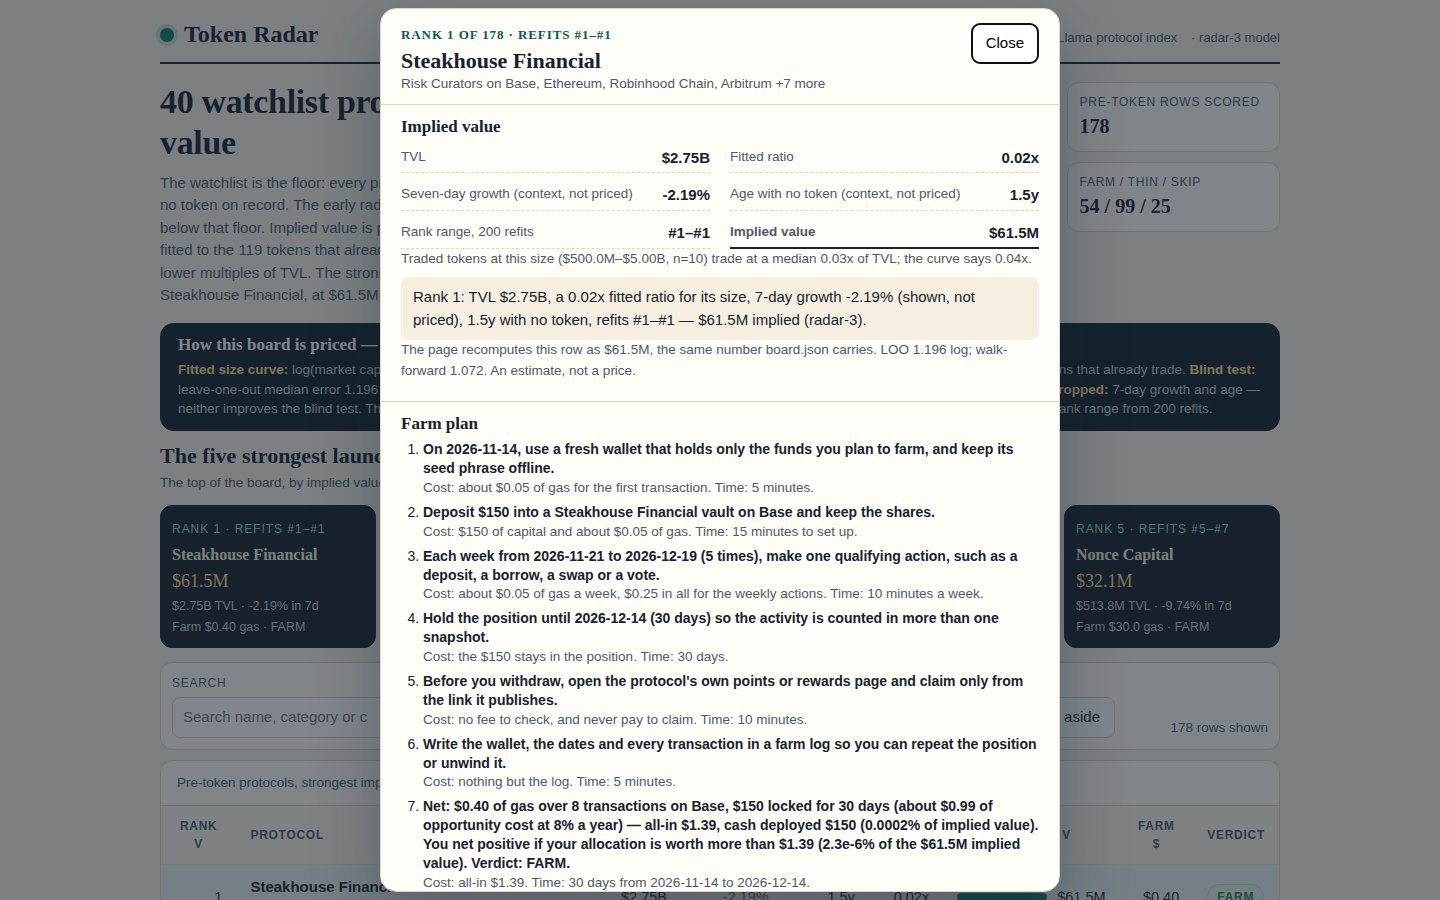 Token Radar
Llama protocol index · radar-3 model
40 watchlist
value
The watchlist is the floor: every
no token on record. The early
below that floor. Implied value is
fitted to the 119 tokens that
lower multiples of TVL. The
Steakhouse Financial, at $61.5M
PRE-TOKEN ROWS SCORED
178
FARM / THIN / SKIP
54 / 99 / 25
How this board is priced —
Fitted size curve: log(market
leave-one-out median error 1.196
neither improves the blind test.
that already trade. Blind test:
7-day growth and age —
range from 200 refits.
The five strongest
The top of the board, by implied
RANK 1 · REFITS #1–#1
Steakhouse Financial
$61.5M
$2.75B TVL · -2.19% in 7d
Farm $0.40 gas · FARM
RANK 5 · REFITS #5–#7
Nonce Capital
$32.1M
$513.8M TVL · -9.74% in 7d
Farm $30.0 gas · FARM
SEARCH
Search name, category or c
aside
178 rows shown
Pre-token protocols, strongest
RANK
V
PROTOCOL
V
FARM
$
VERDICT
1
Steakhouse
$2.75B
-2.19%
1.5y
0.02x
$61.5M
$0.40
FARM
RANK 1 OF 178 · REFITS #1–#1
Steakhouse Financial
Risk Curators on Base, Ethereum, Robinhood Chain, Arbitrum +7 more
Close
Implied value
TVL $2.75B
Fitted ratio 0.02x
Seven-day growth (context, not priced) -2.19%
Age with no token (context, not priced) 1.5y
Rank range, 200 refits #1–#1
Implied value $61.5M
Traded tokens at this size ($500.0M–$5.00B, n=10) trade at a median 0.03x of TVL; the curve says 0.04x.
Rank 1: TVL $2.75B, a 0.02x fitted ratio for its size, 7-day growth -2.19% (shown, not
priced), 1.5y with no token, refits #1–#1 — $61.5M implied (radar-3).
The page recomputes this row as $61.5M, the same number board.json carries. LOO 1.196 log; walk-
forward 1.072. An estimate, not a price.
Farm plan
1. On 2026-11-14, use a fresh wallet that holds only the funds you plan to farm, and keep its
seed phrase offline.
Cost: about $0.05 of gas for the first transaction. Time: 5 minutes.
2. Deposit $150 into a Steakhouse Financial vault on Base and keep the shares.
Cost: $150 of capital and about $0.05 of gas. Time: 15 minutes to set up.
3. Each week from 2026-11-21 to 2026-12-19 (5 times), make one qualifying action, such as a
deposit, a borrow, a swap or a vote.
Cost: about $0.05 of gas a week, $0.25 in all for the weekly actions. Time: 10 minutes a week.
4. Hold the position until 2026-12-14 (30 days) so the activity is counted in more than one
snapshot.
Cost: the $150 stays in the position. Time: 30 days.
5. Before you withdraw, open the protocol's own points or rewards page and claim only from
the link it publishes.
Cost: no fee to check, and never pay to claim. Time: 10 minutes.
6. Write the wallet, the dates and every transaction in a farm log so you can repeat the position
or unwind it.
Cost: nothing but the log. Time: 5 minutes.
7. Net: $0.40 of gas over 8 transactions on Base, $150 locked for 30 days (about $0.99 of
opportunity cost at 8% a year) — all-in $1.39, cash deployed $150 (0.0002% of implied value).
You net positive if your allocation is worth more than $1.39 (2.3e-6% of the $61.5M implied
value). Verdict: FARM.
Cost: all-in $1.39. Time: 30 days from 2026-11-14 to 2026-12-14.